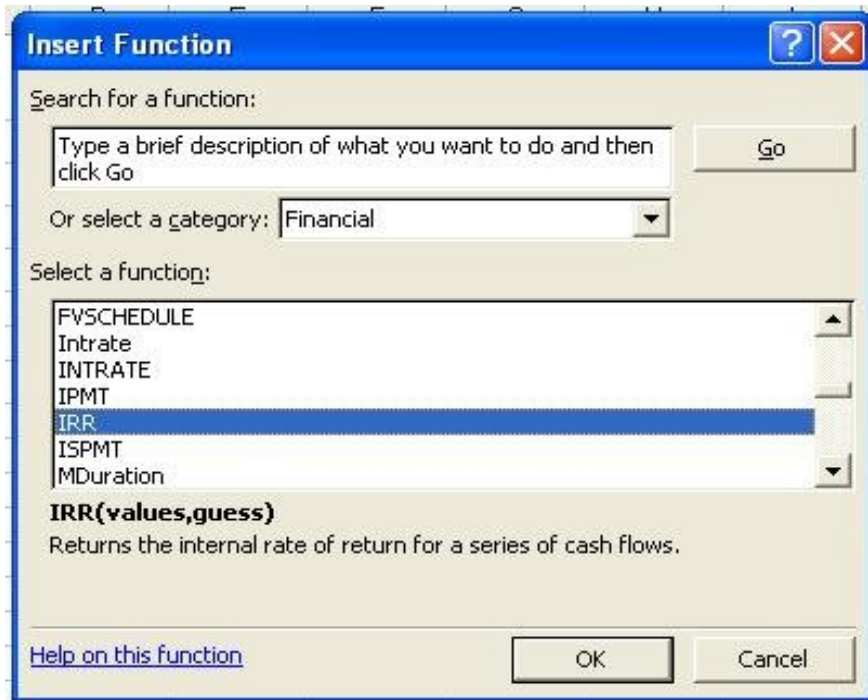 Insert Function
Search for a function:
Type a brief description of what you want to do and then
click Go
Go
Or select a category: Financial
Select a function:
FVSCHEDULE
Intrate
INTRATE
IPMT
IRR
ISPMT
MDuration
IRR(values,guess)
Returns the internal rate of return for a series of cash flows.
Help on this function
OK
Cancel